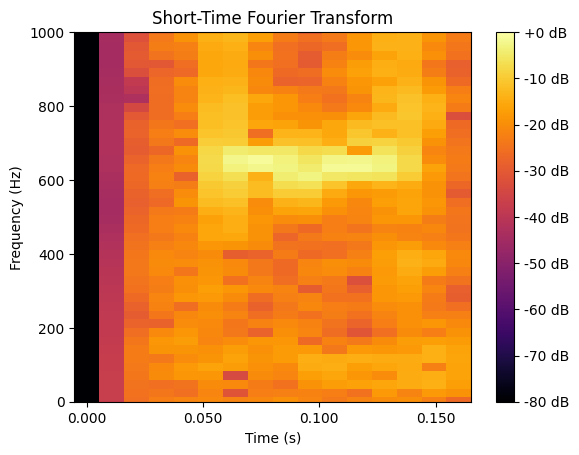 Short-Time Fourier Transform
Frequency (Hz)
1000
800
600
400
200
0
0.000
0.050
0.100
0.150
Time (s)
+0 dB
-10 dB
-20 dB
-30 dB
-40 dB
-50 dB
-60 dB
-70 dB
-80 dB